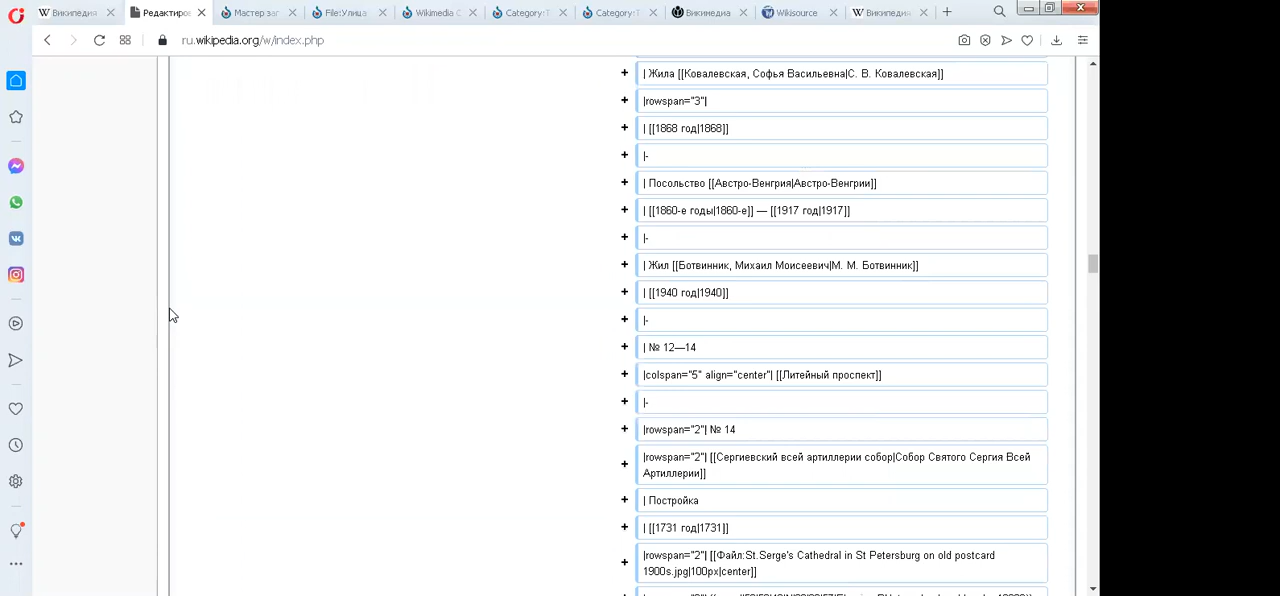 Википедия
Редактиро
Мастер заг
File:Улица
Wikimedia C
Category:T
Category:T
Викимедиа
Wikisource
Википедия
ru.wikipedia.org/w/index.php
+ | Жила [[Ковалевская, Софья Васильевна|С. В. Ковалевская]]
+ |rowspan="3"|
+ | [[1868 год|1868]]
+ |-
+ | Посольство [[Австро-Венгрия|Австро-Венгрии]]
+ | [[1860-е годы|1860-е]] — [[1917 год|1917]]
+ |-
+ | Жил [[Ботвинник, Михаил Моисеевич|М. М. Ботвинник]]
+ | [[1940 год|1940]]
+ |-
+ | № 12—14
+ |colspan="5" align="center"| [[Литейный проспект]]
+ |-
+ |rowspan="2"| № 14
+ |rowspan="2"| [[Сергиевский всей артиллерии собор|Собор Святого Сергия Всей
Артиллерии]]
+ | Постройка
+ | [[1731 год|1731]]
+ |rowspan="2"| [[Файл:St.Serge's Cathedral in St Petersburg on old postcard
1900s.jpg|100px|center]]